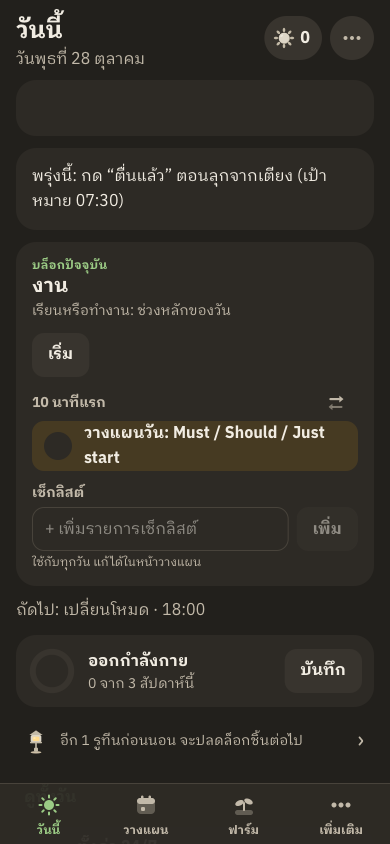 วันนี้
วันพุธที่ 28 ตุลาคม
0
พรุ่งนี้: กด “ตื่นแล้ว” ตอนลุกจากเตียง (เป้า
หมาย 07:30)
บล็อกปัจจุบัน
งาน
เรียนหรือทำงาน: ช่วงหลักของวัน
เริ่ม
10 นาทีแรก
วางแผนวัน: Must / Should / Just
start
เช็กลิสต์
+ เพิ่มรายการเช็กลิสต์
เพิ่ม
ใช้กับทุกวัน แก้ได้ในหน้าวางแผน
ถัดไป: เปลี่ยนโหมด · 18:00
ออกกำลังกาย
0 จาก 3 สัปดาห์นี้
บันทึก
อีก 1 รูทีนก่อนนอน จะปลดล็อกชิ้นต่อไป
วันนี้
วางแผน
ฟาร์ม
เพิ่มเติม